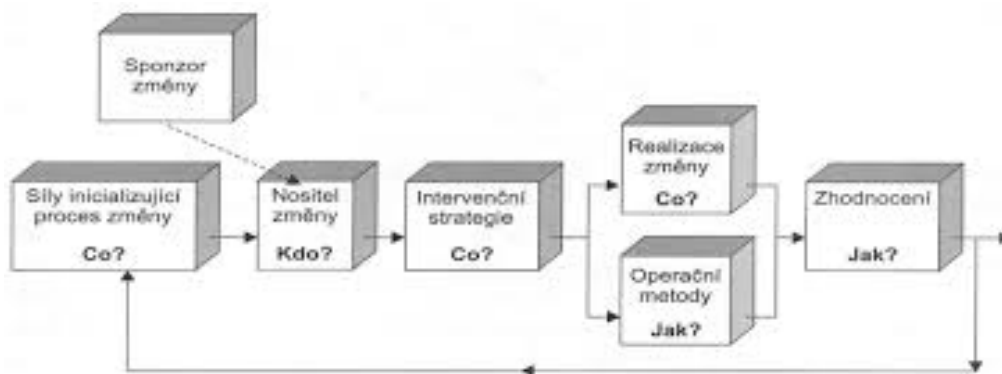 Sponzor
změny
Síly inicializující
proces změny
Co?
Nositel
změny
Kdo?
Intervenční
strategie
Co?
Realizace
změny
Co?
Operační
metody
Jak?
Zhodnocení
Jak?